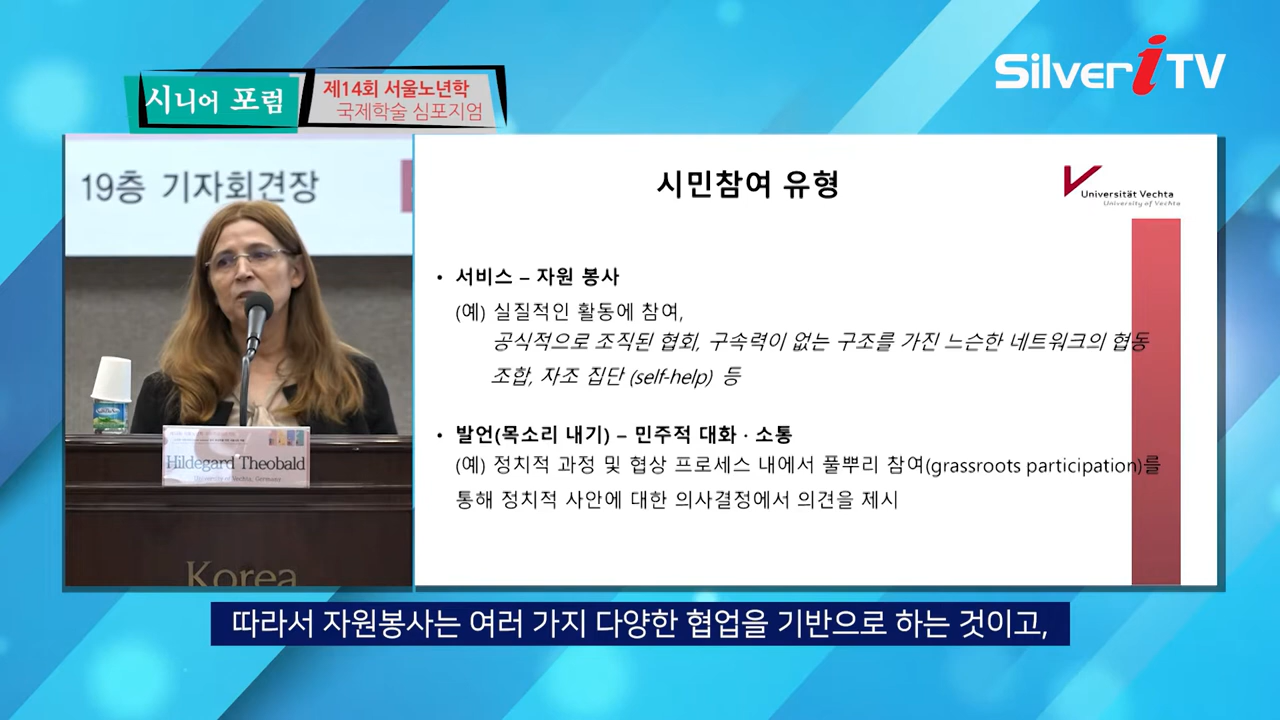 Silver i TV
시니어 포럼
제14회 서울노년학
국제학술 심포지엄
19층 기자회견장
시민참여 유형
Universität Vechta
University of Vechta
• 서비스 – 자원 봉사
(예) 실질적인 활동에 참여,
공식적으로 조직된 협회, 구속력이 없는 구조를 가진 느슨한 네트워크의 협동
조합, 자조 집단 (self-help) 등
• 발언(목소리 내기) – 민주적 대화 · 소통
(예) 정치적 과정 및 협상 프로세스 내에서 풀뿌리 참여(grassroots participation)를
통해 정치적 사안에 대한 의사결정에서 의견을 제시
Hildegard Theobald
University of Vechta, Germany
Korea
따라서 자원봉사는 여러 가지 다양한 협업을 기반으로 하는 것이고,